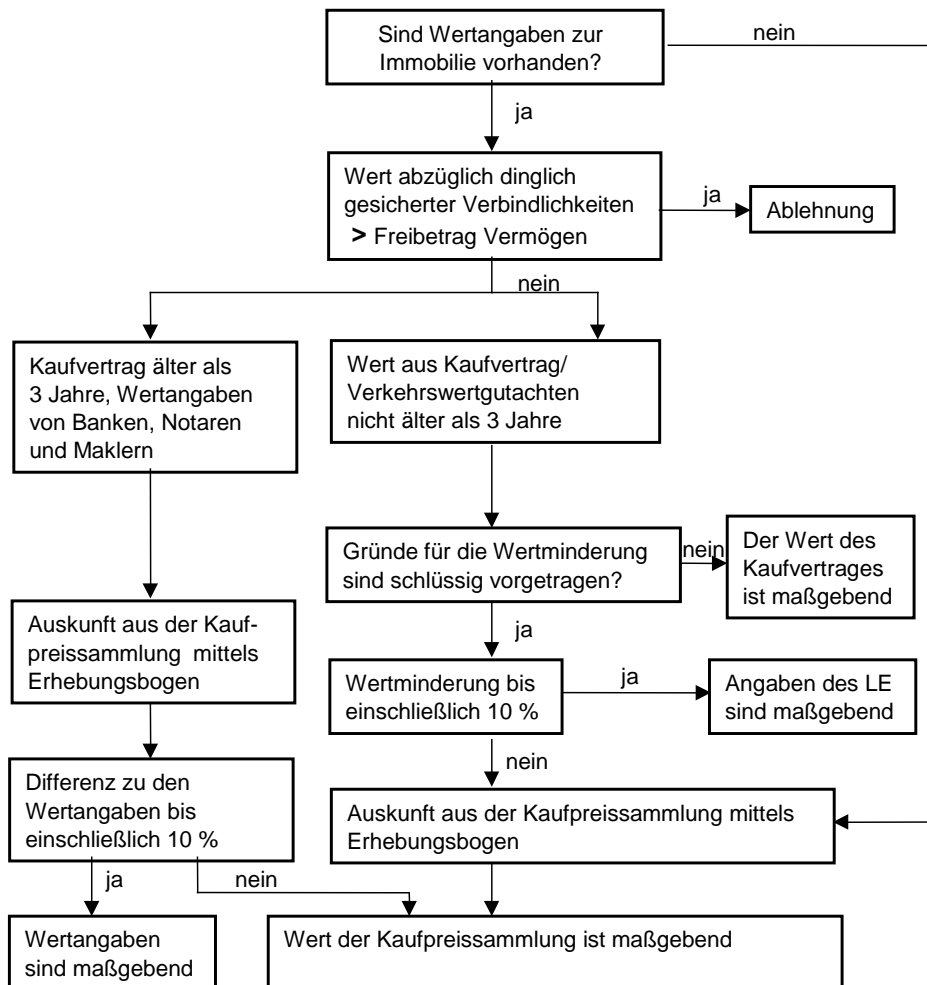 Sind Wertangaben zur
Immobilie vorhanden?
nein
ja
Wert abzüglich dinglich
gesicherter Verbindlichkeiten
> Freibetrag Vermögen
ja
Ablehnung
nein
Kaufvertrag älter als
3 Jahre, Wertangaben
von Banken, Notaren
und Maklern
Wert aus Kaufvertrag/
Verkehrswertgutachten
nicht älter als 3 Jahre
Gründe für die Wertminderung
sind schlüssig vorgetragen?
nein
Der Wert des
Kaufvertrages
ist maßgebend
ja
Auskunft aus der Kauf-
preissammlung mittels
Erhebungsbogen
Wertminderung bis
einschließlich 10 %
ja
Angaben des LE
sind maßgebend
nein
Differenz zu den
Wertangaben bis
einschließlich 10 %
Auskunft aus der Kaufpreissammlung mittels
Erhebungsbogen
ja
nein
Wertangaben
sind maßgebend
Wert der Kaufpreissammlung ist maßgebend